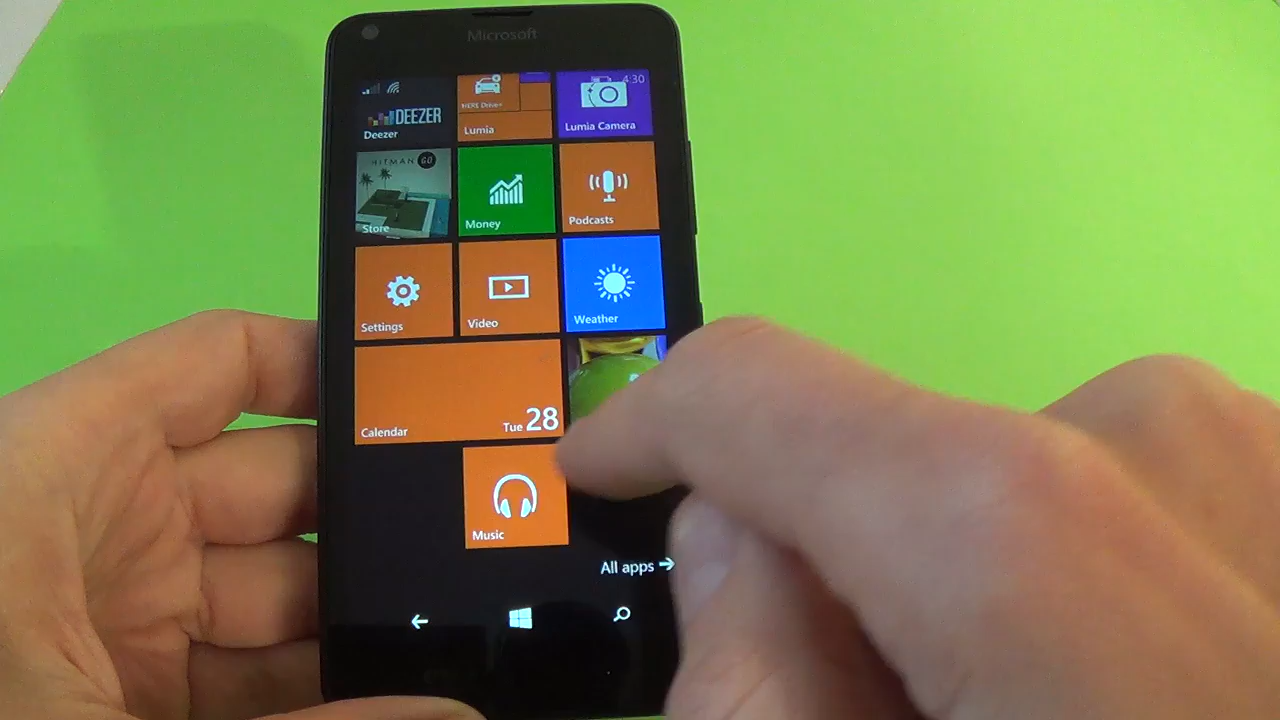 Microsoft
4:30
DEEZER
Deezer
HERE Drive+
Lumia
Lumia Camera
HITMAN GO
Store
Money
Podcasts
Settings
Video
Weather
Calendar
Tue 28
Music
All apps